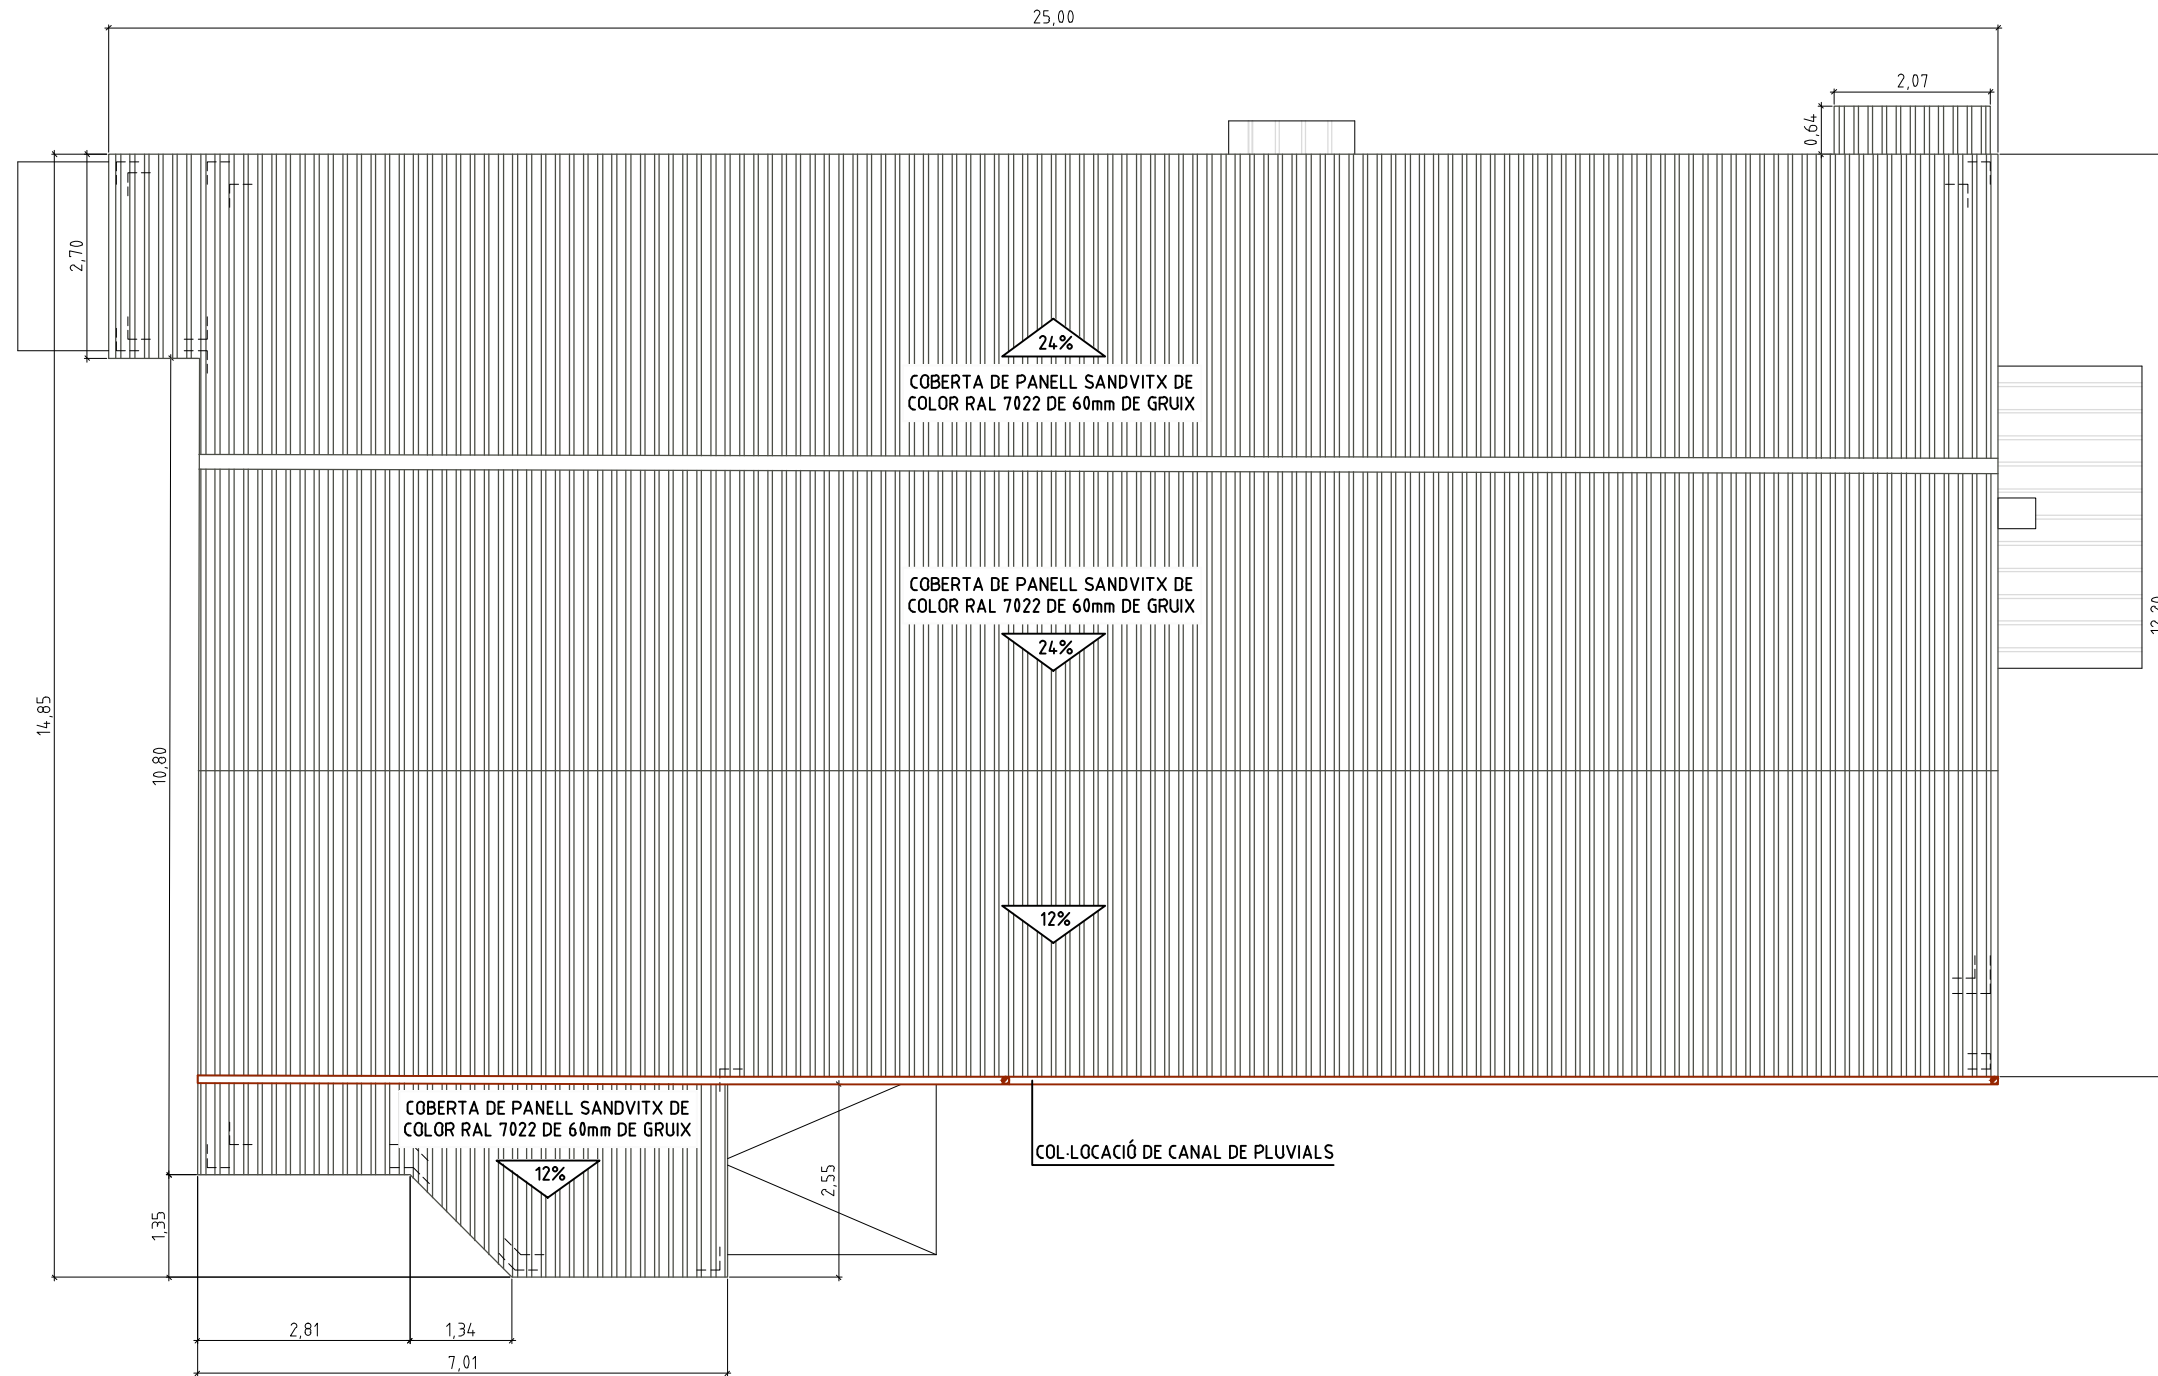 25,00
2,07
0,64
2,70
24%
COBERTA DE PANELL SANDVITX DE
COLOR RAL 7022 DE 60mm DE GRUIX
COBERTA DE PANELL SANDVITX DE
COLOR RAL 7022 DE 60mm DE GRUIX
24%
12,20
14,85
10,80
12%
COBERTA DE PANELL SANDVITX DE
COLOR RAL 7022 DE 60mm DE GRUIX
12%
COL·LOCACIÓ DE CANAL DE PLUVIALS
2,55
1,35
2,81
1,34
7,01